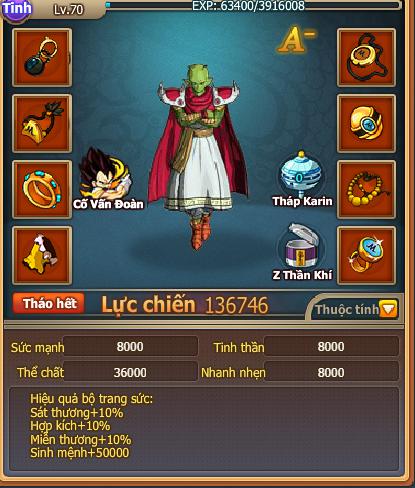 Tinh Lv.70 EXP: 63400/3916008
A-
Cố Vấn Đoàn
Tháp Karin
Z Thần Khí
Tháo hết Lực chiến 136746 Thuộc tính
Sức mạnh 8000 Tinh thần 8000
Thể chất 36000 Nhanh nhẹn 8000
Hiệu quả bộ trang sức:
Sát thương+10%
Hợp kích+10%
Miễn thương+10%
Sinh mệnh+50000